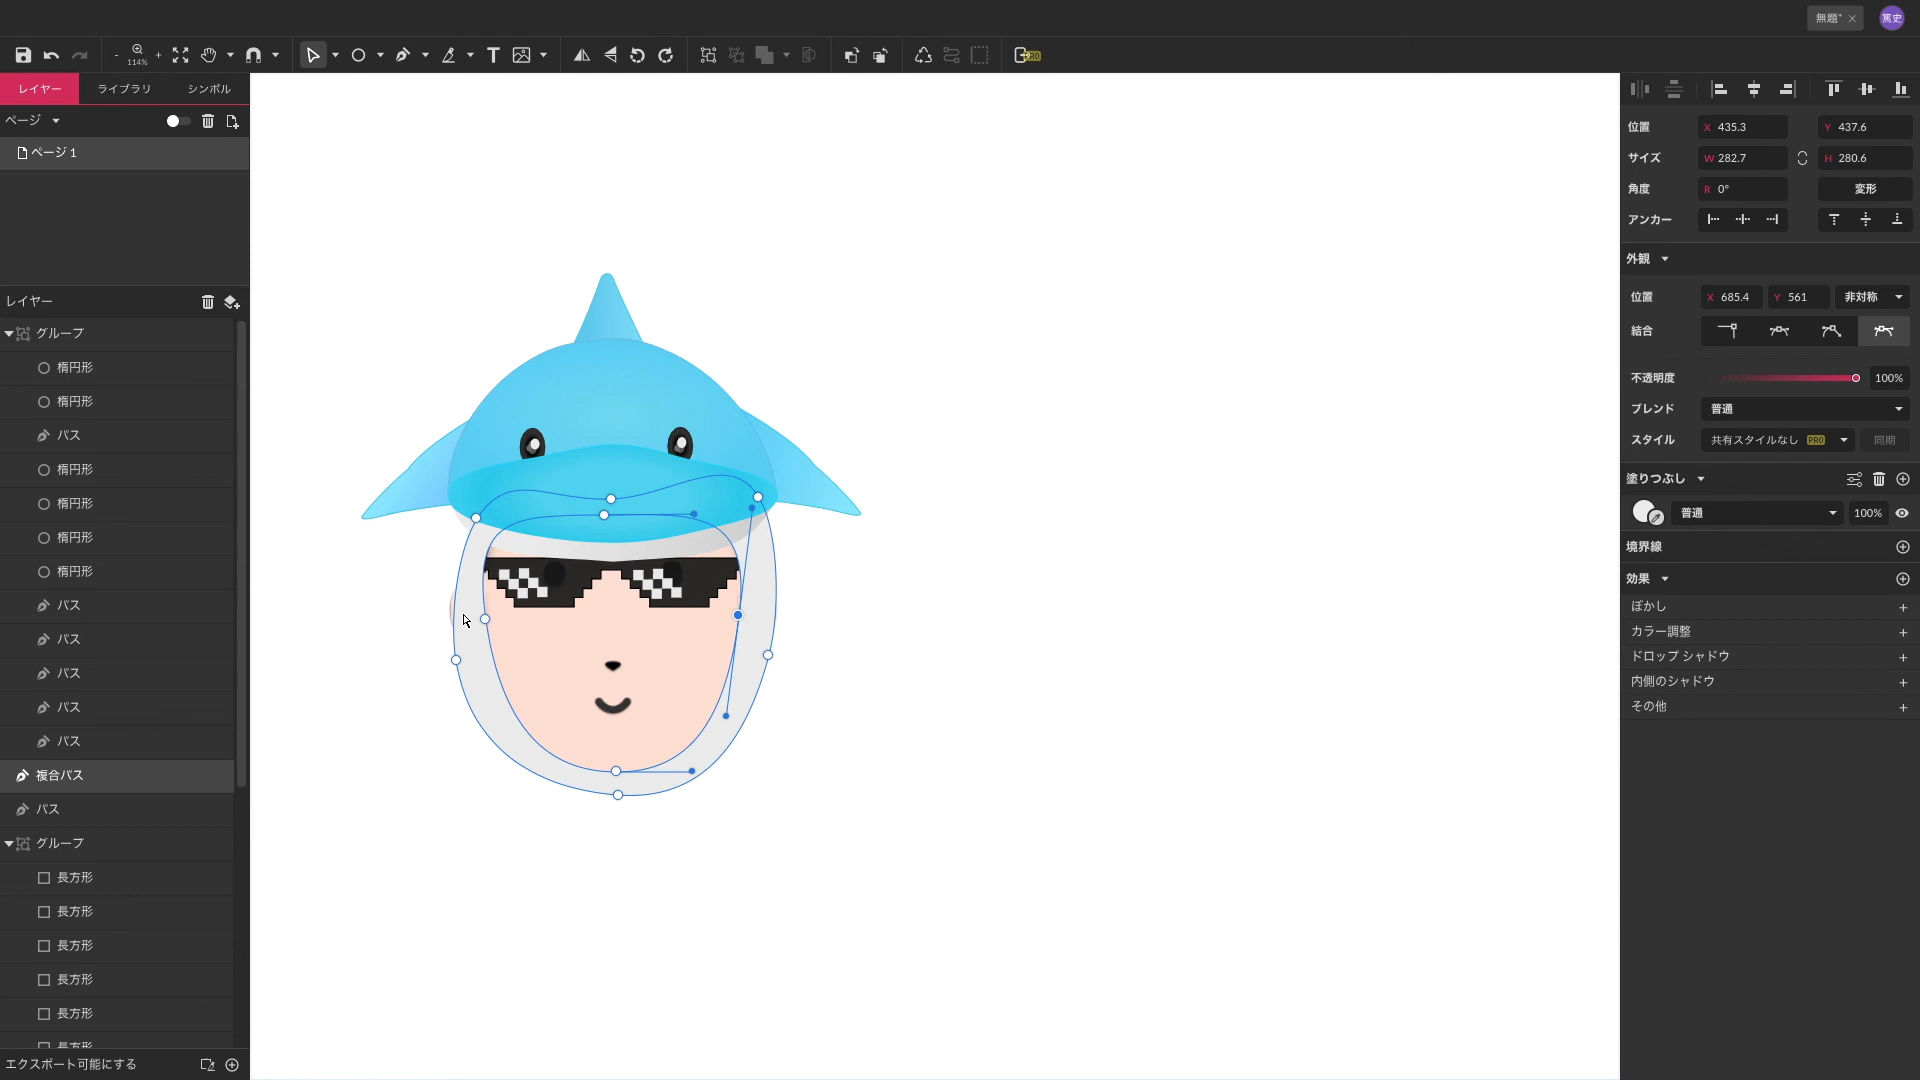 無題*
篤史
114%
PRO
レイヤー
ライブラリ
シンボル
ページ
ページ 1
レイヤー
グループ
楕円形
楕円形
パス
楕円形
楕円形
楕円形
楕円形
パス
パス
パス
パス
パス
複合パス
パス
グループ
長方形
長方形
長方形
長方形
長方形
長方形
エクスポート可能にする
位置 X 435.3 Y 437.6
サイズ W 282.7 H 280.6
角度 R 0° 変形
アンカー
外観
位置 X 685.4 Y 561 非対称
結合
不透明度 100%
ブレンド 普通
スタイル 共有スタイルなし PRO 同期
塗りつぶし
普通 100%
境界線
効果
ぼかし
カラー調整
ドロップ シャドウ
内側のシャドウ
その他